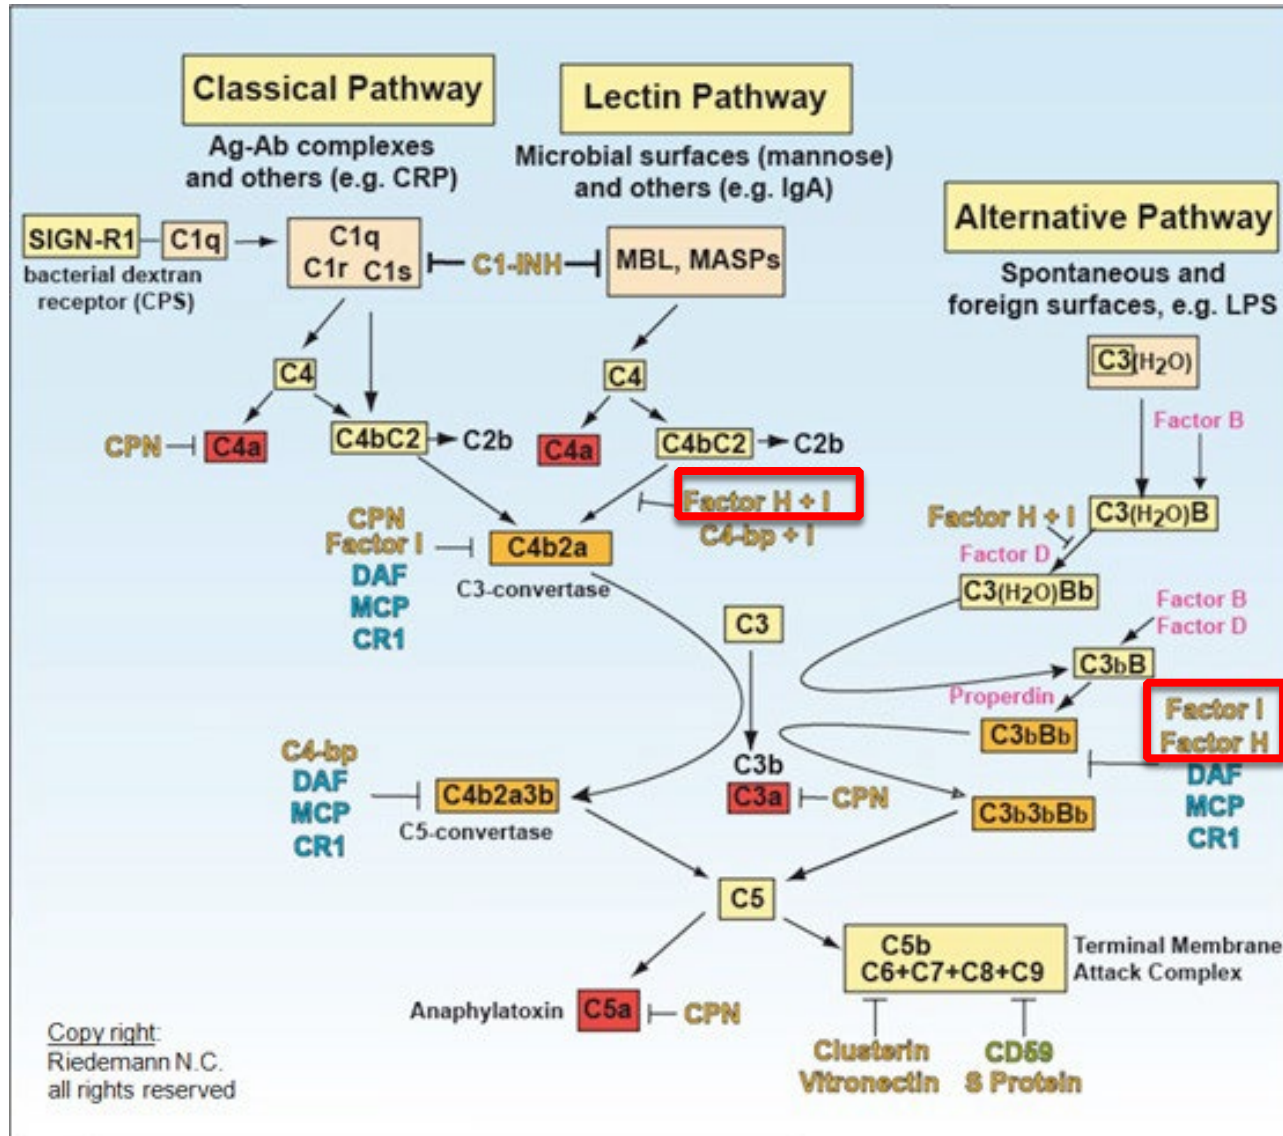 Classical Pathway
Ag-Ab complexes
and others (e.g. CRP)
Lectin Pathway
Microbial surfaces (mannose)
and others (e.g. IgA)
Alternative Pathway
Spontaneous and
foreign surfaces, e.g. LPS
SIGN-R1
bacterial dextran
receptor (CPS)
C1q
C1q
C1r C1s
C1-INH
MBL, MASPs
C3(H2O)
C4
C4
Factor B
CPN
C4a
C4bC2
C2b
C4a
C4bC2
C2b
Factor H + I
C4-bp + I
CPN
Factor I
DAF
MCP
CR1
C4b2a
C3-convertase
Factor H + I
C3(H2O)B
Factor D
C3(H2O)Bb
Factor B
Factor D
C3
C3bB
Properdin
C3bBb
Factor I
Factor H
DAF
MCP
CR1
C4-bp
DAF
MCP
CR1
C4b2a3b
C5-convertase
C3b
C3a
CPN
C3b3bBb
C5
C5b
C6+C7+C8+C9
Terminal Membrane
Attack Complex
Anaphylatoxin
C5a
CPN
Clusterin
Vitronectin
CD59
S Protein
Copy right:
Riedemann N.C.
all rights reserved